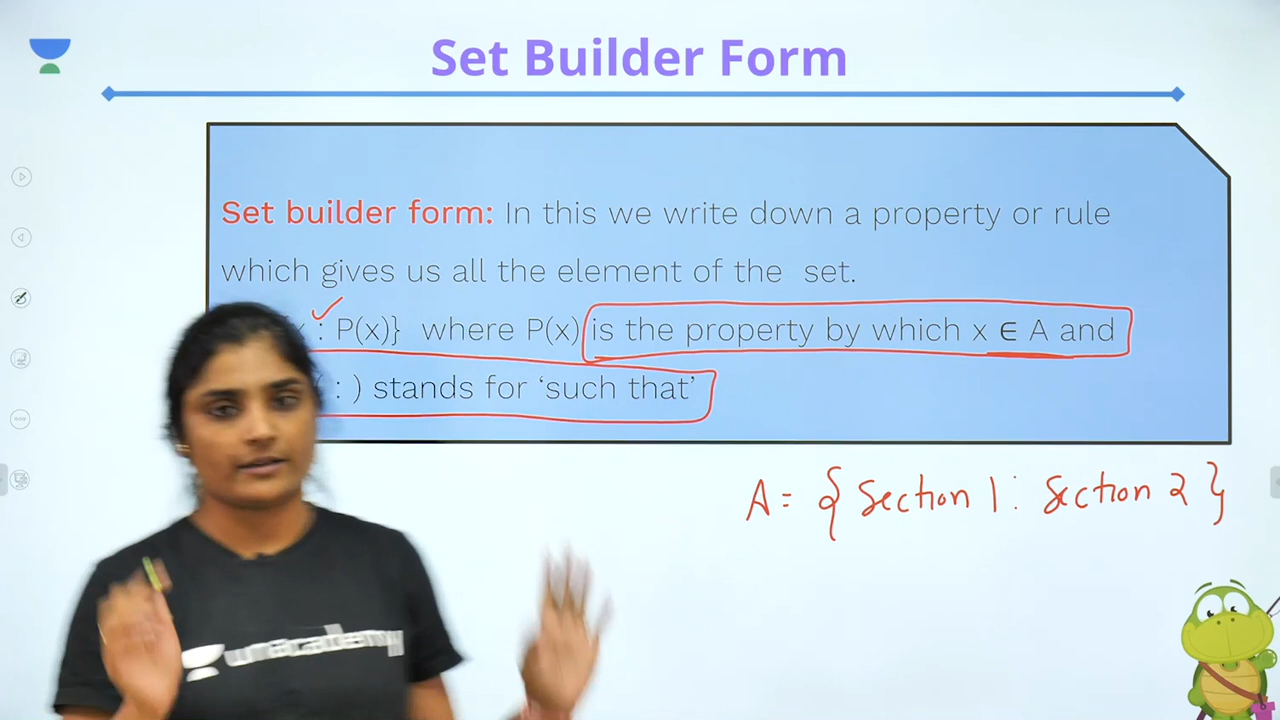 Set Builder Form
Set builder form: In this we write down a property or rule
which gives us all the element of the set.
: P(x)} where P(x) is the property by which x ∈ A and
: ) stands for ‘such that’
A = { Section 1 : Section 2 }
unacademy